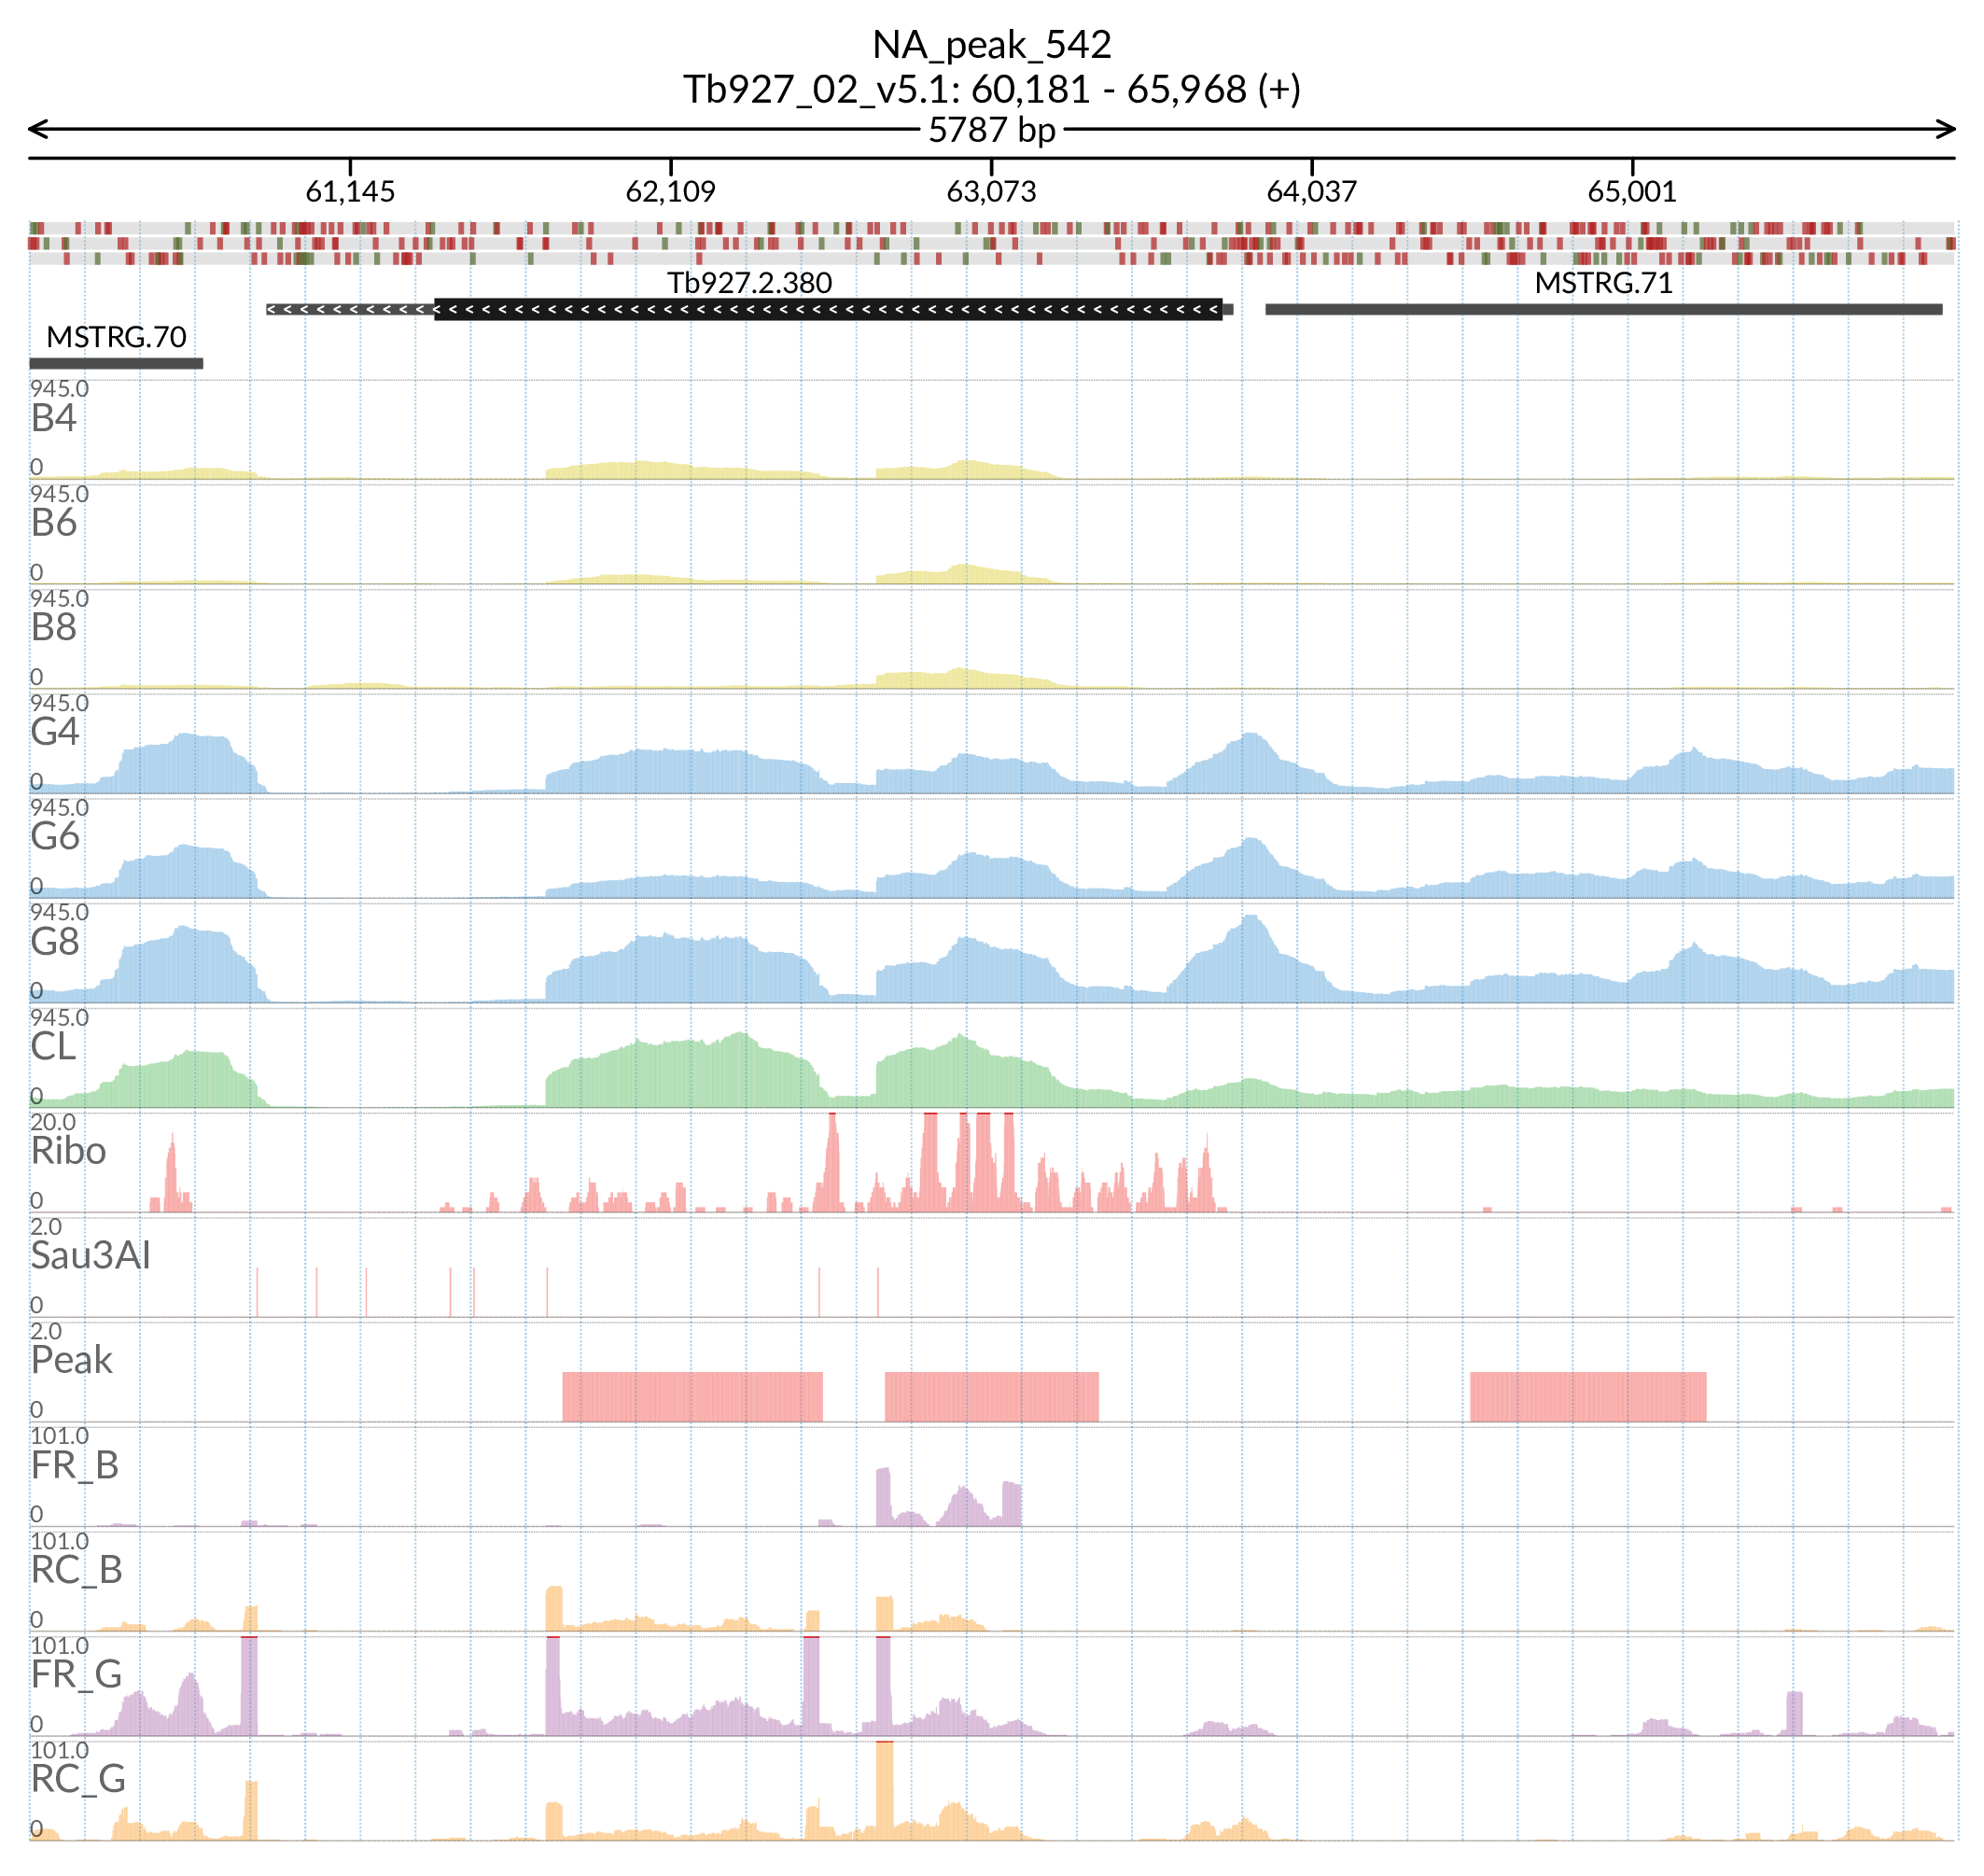 NA_peak_542
Tb927_02_v5.1: 60,181 - 65,968 (+)
5787 bp
61,145 62,109 63,073 64,037 65,001
Tb927.2.380 MSTRG.71
MSTRG.70
945.0
B4
0
945.0
B6
0
945.0
B8
0
945.0
G4
0
945.0
G6
0
945.0
G8
0
945.0
CL
0
20.0
Ribo
0
2.0
Sau3AI
0
2.0
Peak
0
101.0
FR_B
0
101.0
RC_B
0
101.0
FR_G
0
101.0
RC_G
0